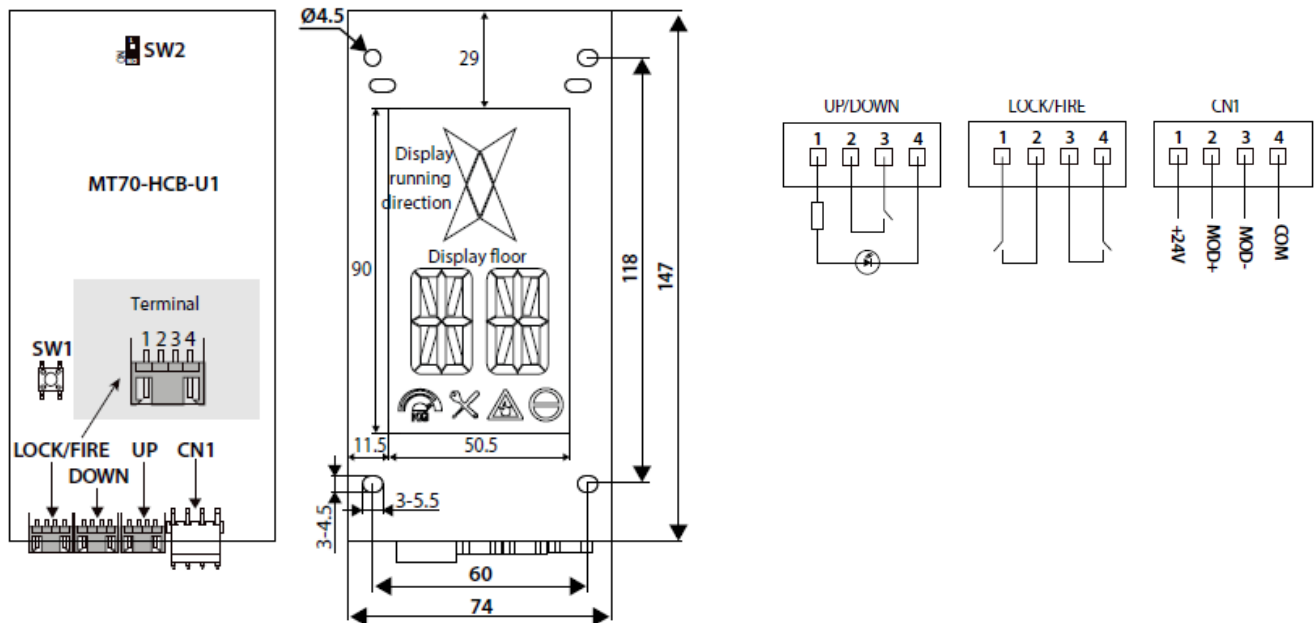 SW2
NO
MT70-HCB-U1
Terminal
1 2 3 4
SW1
LOCK/FIRE
UP
CN1
DOWN
Ø4.5
29
Display
running
direction
Display floor
90
118
147
KG
11.5
50.5
3-5.5
3-4.5
60
74
UP/DOWN
1 2 3 4
LOCK/FIRE
1 2 3 4
CN1
1 2 3 4
+24V
MOD+
MOD-
COM